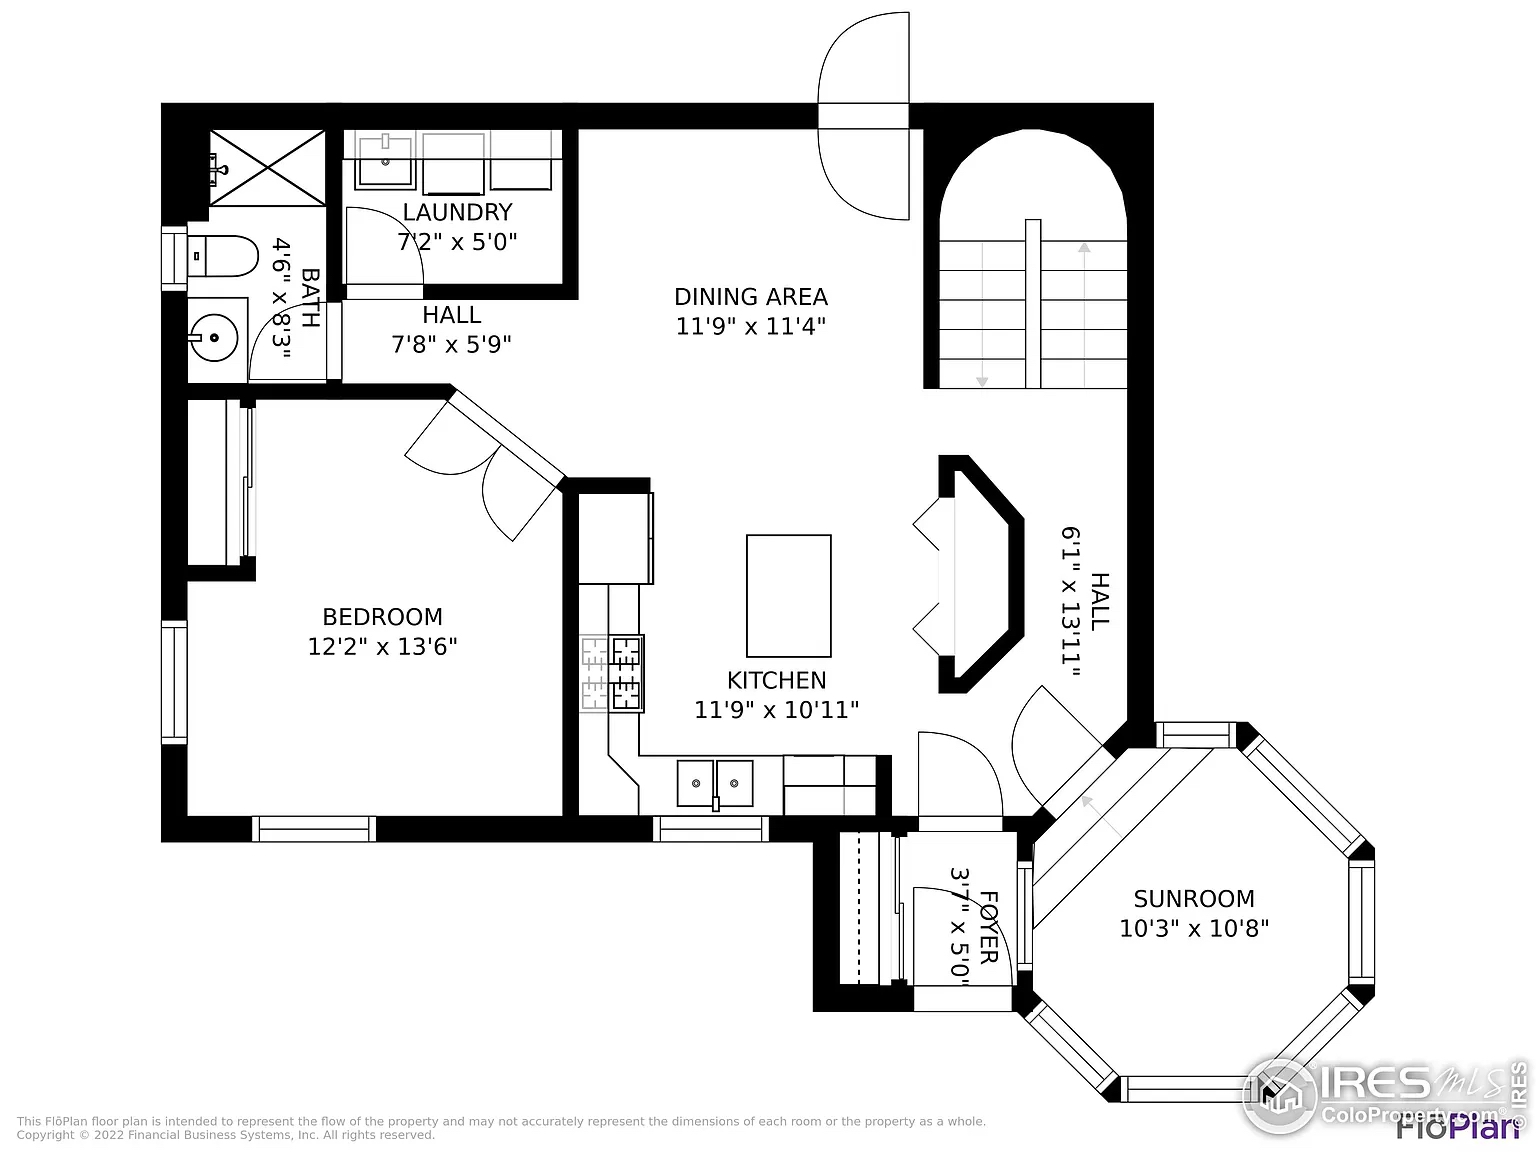 LAUNDRY
7'2" x 5'0"
BATH
4'6" x 8'3"
HALL
7'8" x 5'9"
DINING AREA
11'9" x 11'4"
BEDROOM
12'2" x 13'6"
KITCHEN
11'9" x 10'11"
HALL
6'1" x 13'11"
FOYER
3'7" x 5'0"
SUNROOM
10'3" x 10'8"
IRES MLS
ColoProperty.com®
© IRES
FlōPlan
This FlōPlan floor plan is intended to represent the flow of the property and may not accurately represent the dimensions of each room or the property as a whole.
Copyright © 2022 Financial Business Systems, Inc. All rights reserved.